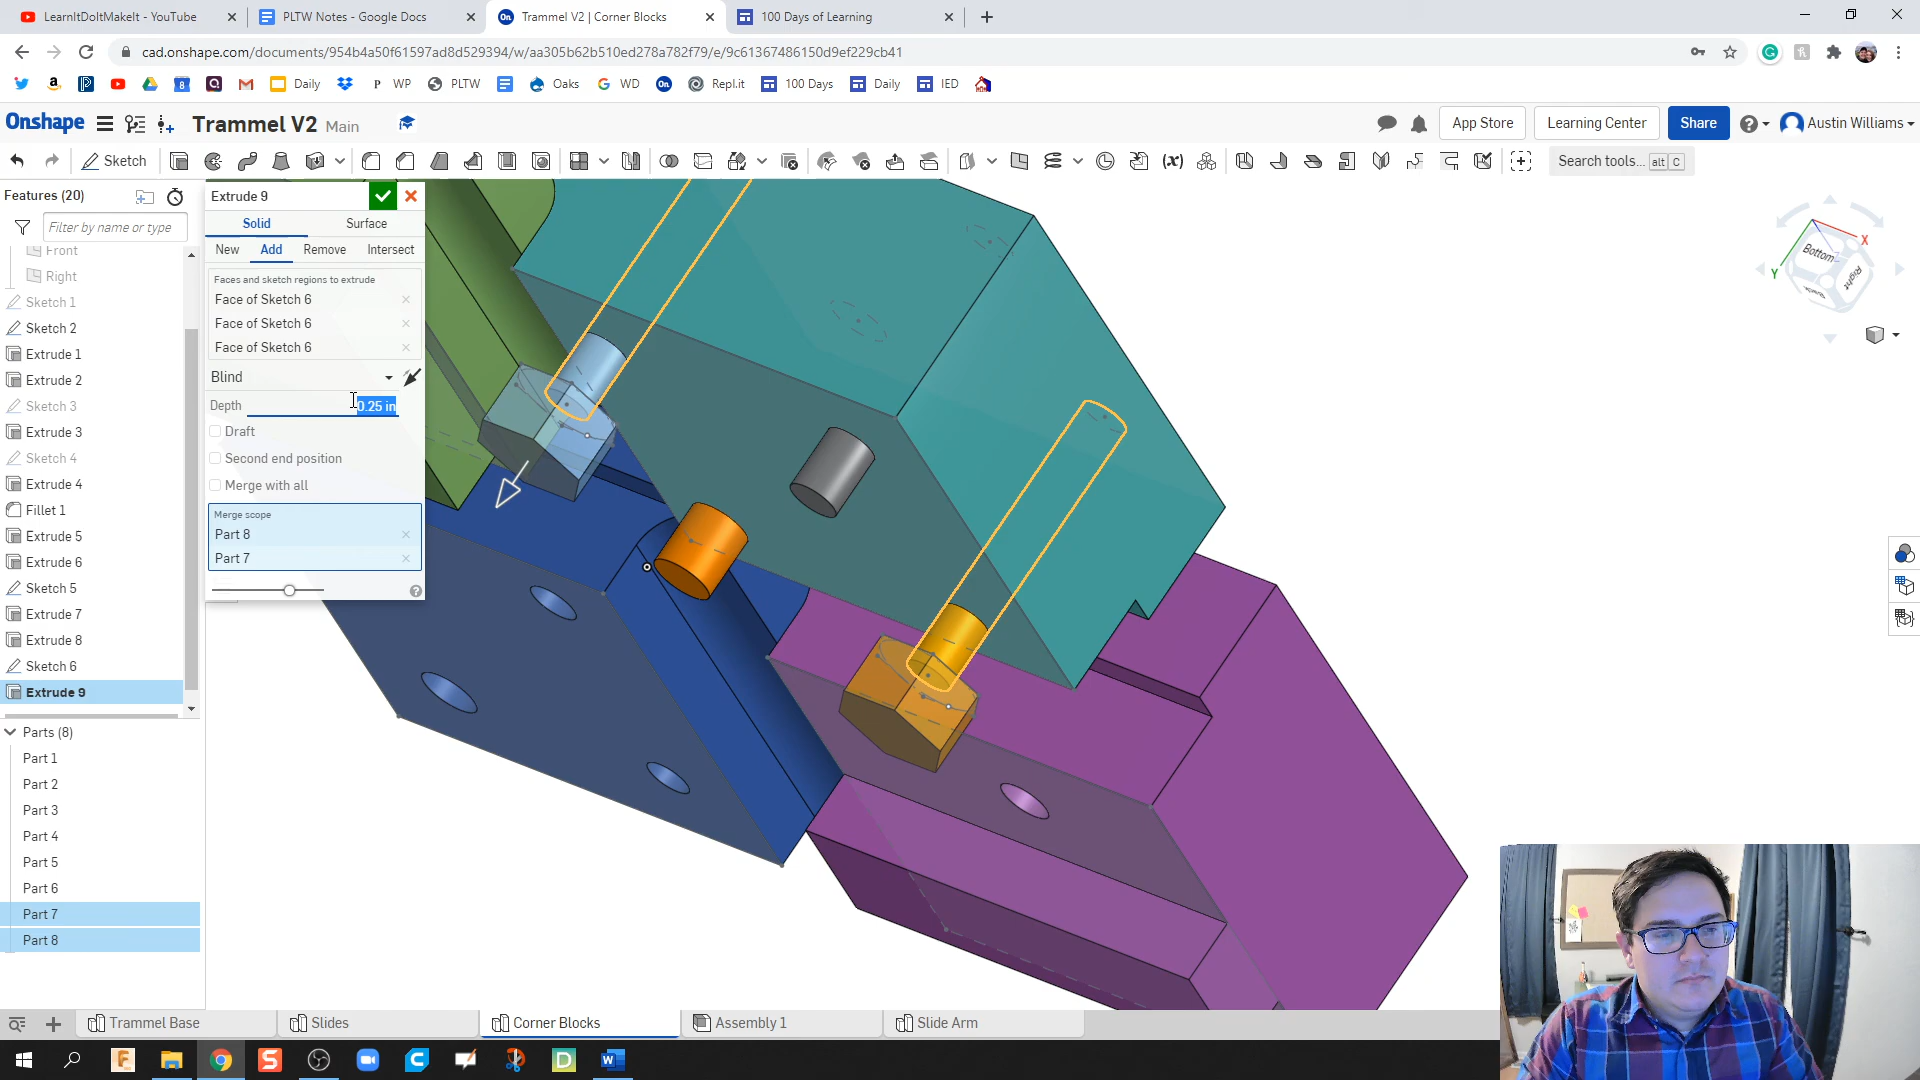 LearnItDoItMakeIt - YouTube
PLTW Notes - Google Docs
Trammel V2 | Corner Blocks
100 Days of Learning
cad.onshape.com/documents/954b4a50f61597ad8d529394/w/aa305b62b510ed278a782f79/e/9c61367486150d9ef229cb41
Daily
WP
PLTW
Oaks
WD
Repl.it
100 Days
Daily
IED
Onshape
Trammel V2 Main
App Store
Learning Center
Share
Austin Williams
Sketch
Search tools... alt C
Features (20)
Filter by name or type
Front
Right
Sketch 1
Sketch 2
Extrude 1
Extrude 2
Sketch 3
Extrude 3
Sketch 4
Extrude 4
Fillet 1
Extrude 5
Extrude 6
Sketch 5
Extrude 7
Extrude 8
Sketch 6
Extrude 9
Parts (8)
Part 1
Part 2
Part 3
Part 4
Part 5
Part 6
Part 7
Part 8
Extrude 9
Solid
Surface
New
Add
Remove
Intersect
Faces and sketch regions to extrude
Face of Sketch 6
Face of Sketch 6
Face of Sketch 6
Blind
Depth
0.25 in
Draft
Second end position
Merge with all
Merge scope
Part 8
Part 7
X
Y
Bottom
Right
Back
Trammel Base
Slides
Corner Blocks
Assembly 1
Slide Arm